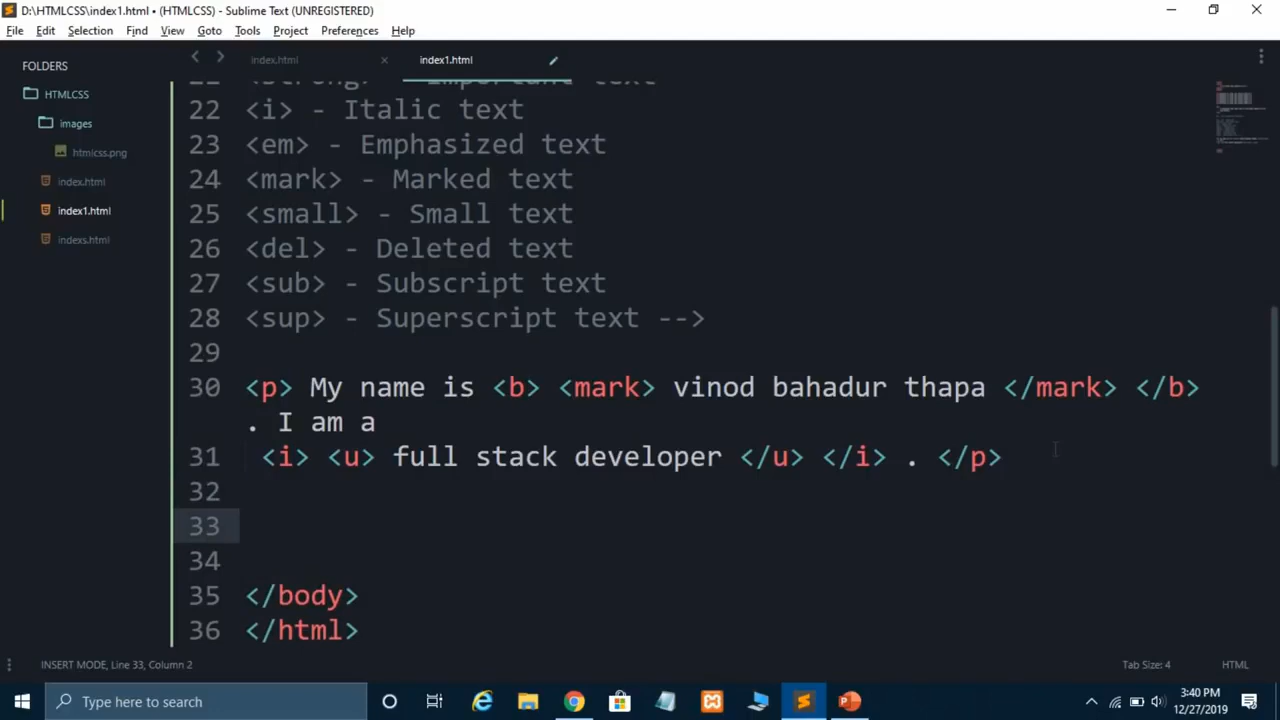 D:\HTMLCSS\index1.html • (HTMLCSS) - Sublime Text (UNREGISTERED)
File Edit Selection Find View Goto Tools Project Preferences Help
FOLDERS
HTMLCSS
images
htmlcss.png
index.html
index1.html
indexs.html
index.html
index1.html
21 <strong> - Important text
22 <i> - Italic text
23 <em> - Emphasized text
24 <mark> - Marked text
25 <small> - Small text
26 <del> - Deleted text
27 <sub> - Subscript text
28 <sup> - Superscript text -->
29
30 <p> My name is <b> <mark> vinod bahadur thapa </mark> </b>
. I am a
31 <i> <u> full stack developer </u> </i> . </p>
32
33
34
35 </body>
36 </html>
INSERT MODE, Line 33, Column 2
Tab Size: 4
HTML
Type here to search
3:40 PM
12/27/2019